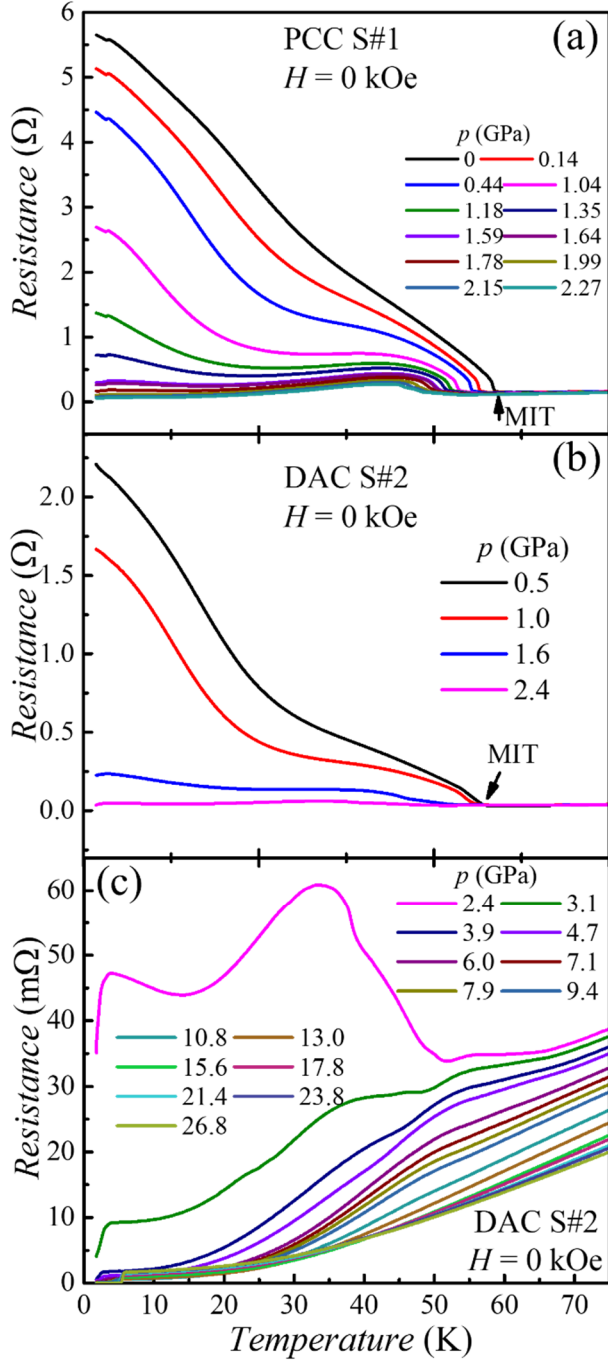 (a)
PCC S#1
H = 0 kOe
p (GPa)
0 0.14
0.44 1.04
1.18 1.35
1.59 1.64
1.78 1.99
2.15 2.27
MIT
Resistance (Ω)
6
5
4
3
2
1
0
(b)
DAC S#2
H = 0 kOe
p (GPa)
0.5
1.0
1.6
2.4
MIT
Resistance (Ω)
2.0
1.5
1.0
0.5
0.0
(c)
p (GPa)
2.4 3.1
3.9 4.7
6.0 7.1
7.9 9.4
10.8 13.0
15.6 17.8
21.4 23.8
26.8
DAC S#2
H = 0 kOe
Resistance (mΩ)
60
50
40
30
20
10
0
0 10 20 30 40 50 60 70
Temperature (K)